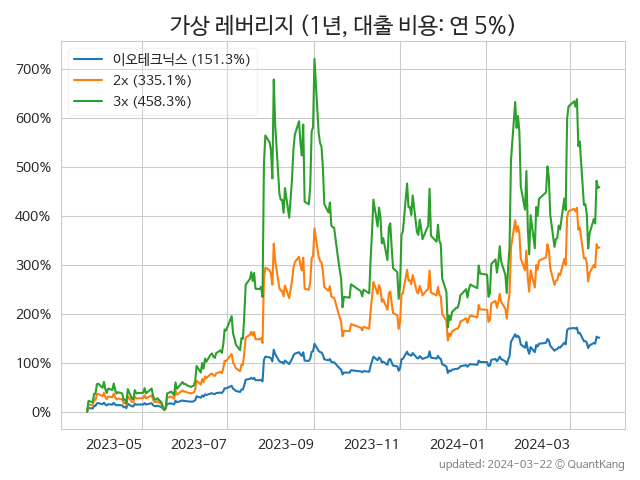 가상 레버리지 (1년, 대출 비용: 연 5%)
이오테크닉스 (151.3%)
2x (335.1%)
3x (458.3%)
700%
600%
500%
400%
300%
200%
100%
0%
2023-05 2023-07 2023-09 2023-11 2024-01 2024-03
updated: 2024-03-22 © QuantKang